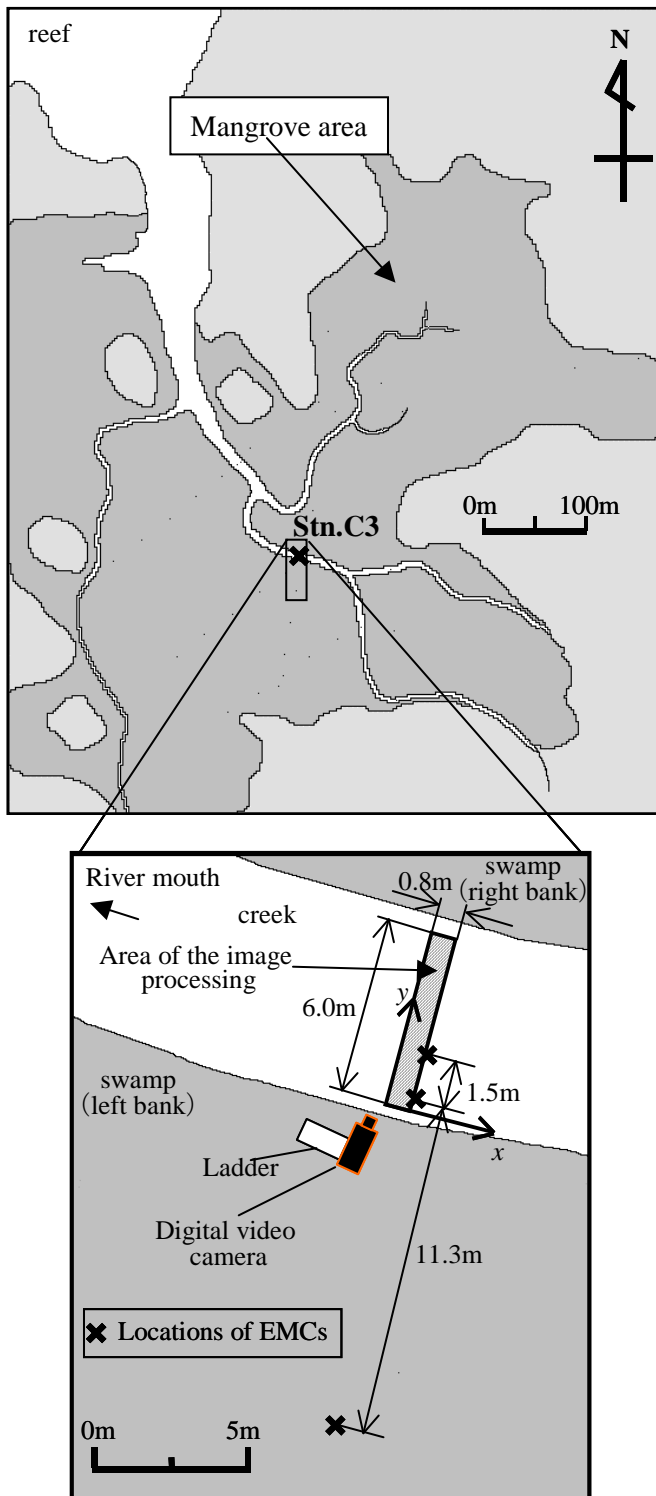 reef
N
Mangrove area
0m 100m
Stn.C3
River mouth
creek
0.8m
swamp
(right bank)
Area of the image
processing
6.0m
y
1.5m
swamp
(left bank)
x
Ladder
Digital video
camera
11.3m
Locations of EMCs
0m 5m